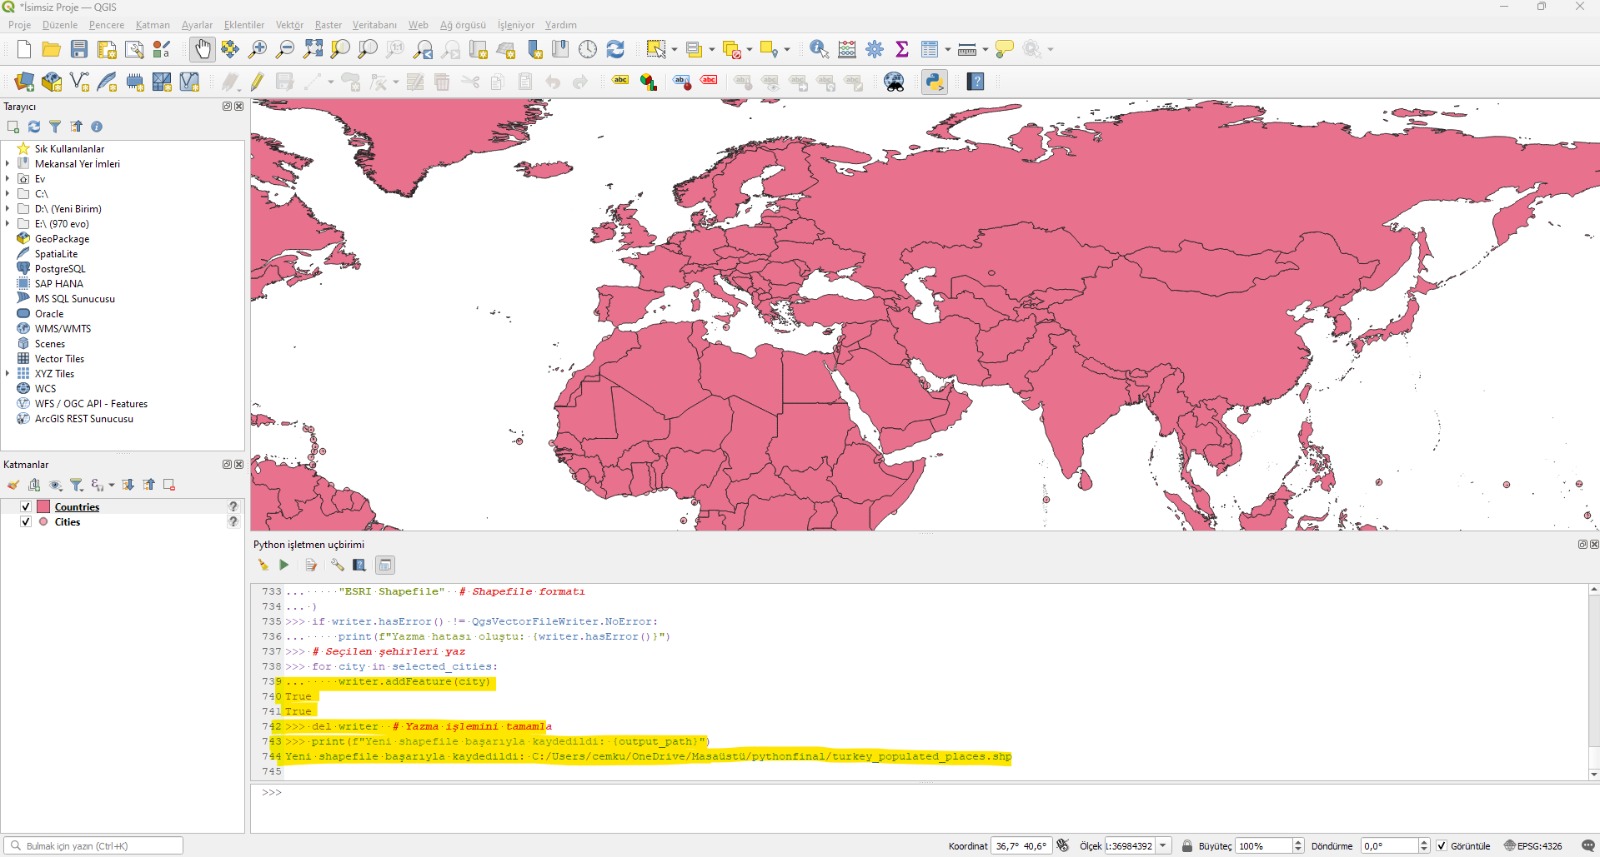 *İsimsiz Proje — QGIS
Proje Düzenle Pencere Katman Ayarlar Eklentiler Vektör Raster Veritabanı Web Ağ örgüsü İşleniyor Yardım
Tarayıcı
Sık Kullanılanlar
Mekansal Yer İmleri
Ev
C:\
D:\ (Yeni Birim)
E:\ (970 evo)
GeoPackage
SpatiaLite
PostgreSQL
SAP HANA
MS SQL Sunucusu
Oracle
WMS/WMTS
Scenes
Vector Tiles
XYZ Tiles
WCS
WFS / OGC API - Features
ArcGIS REST Sunucusu
Katmanlar
Countries ?
Cities ?
Python işletmen uçbirimi
733 ... "ESRI Shapefile" # Shapefile formatı
734 ... )
735 >>> if writer.hasError() != QgsVectorFileWriter.NoError:
736 ... print(f"Yazma hatası oluştu: {writer.hasError()}")
737 >>> # Seçilen şehirleri yaz
738 >>> for city in selected_cities:
739 ... writer.addFeature(city)
740 True
741 True
742 >>> del writer # Yazma işlemini tamamla
743 >>> print(f"Yeni shapefile başarıyla kaydedildi: {output_path}")
744 Yeni shapefile başarıyla kaydedildi: C:/Users/cemku/OneDrive/Masaüstü/pythonfinal/turkey_populated_places.shp
745
>>>
Bulmak için yazın (Ctrl+K) Koordinat 36,7° 40,6° Ölçek 1:36984392 Büyüteç 100% Döndürme 0,0° Görüntüle EPSG:4326